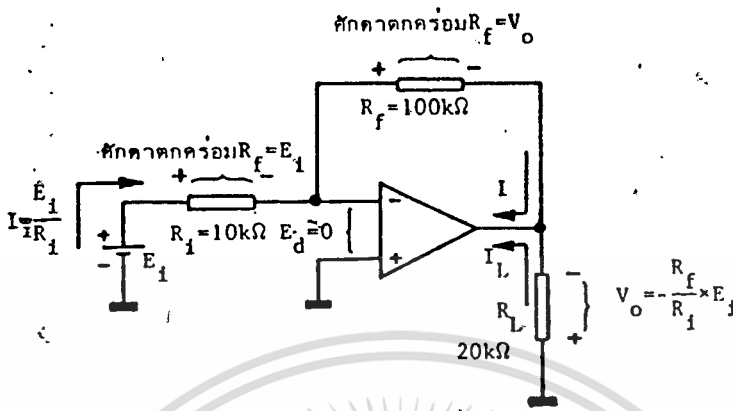 ศักดาตกคร่อมR_f=V_o
+ -
R_f=100kΩ
ศักดาตกคร่อมR_f=E_i
+ -
I=E_i/R_i
R_i=10kΩ
E_d≅0
-
+
+
-
E_i
I
I_L
R_L
20kΩ
-
+
V_o=-R_f/R_i×E_i